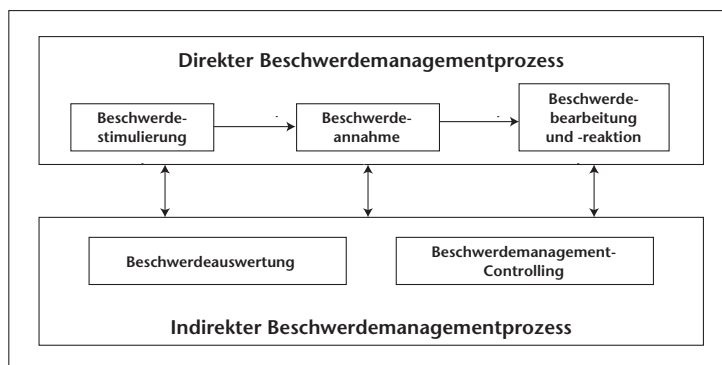 Direkter Beschwerdemanagementprozess
Beschwerde-
stimulierung
Beschwerde-
annahme
Beschwerde-
bearbeitung
und -reaktion
Beschwerdeauswertung
Beschwerdemanagement-
Controlling
Indirekter Beschwerdemanagementprozess